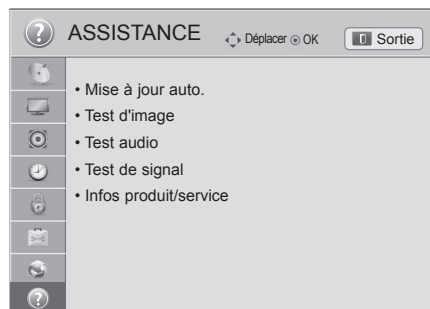 ASSISTANCE Déplacer OK Sortie
• Mise à jour auto.
• Test d'image
• Test audio
• Test de signal
• Infos produit/service